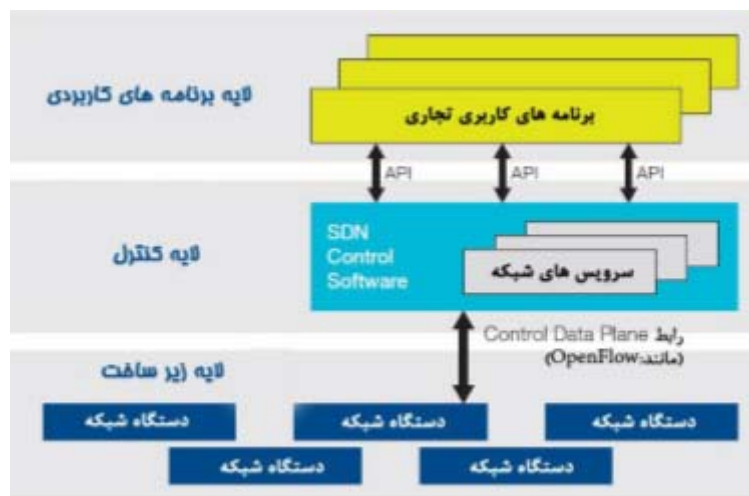 لایه برنامه های کاربردی
برنامه های کاربری تجاری
API
API
API
لایه کنترل
SDN
Control
Software
سرویس های شبکه
رابط Control Data Plane
(مانند:OpenFlow)
لایه زیر ساخت
دستگاه شبکه
دستگاه شبکه
دستگاه شبکه
دستگاه شبکه
دستگاه شبکه